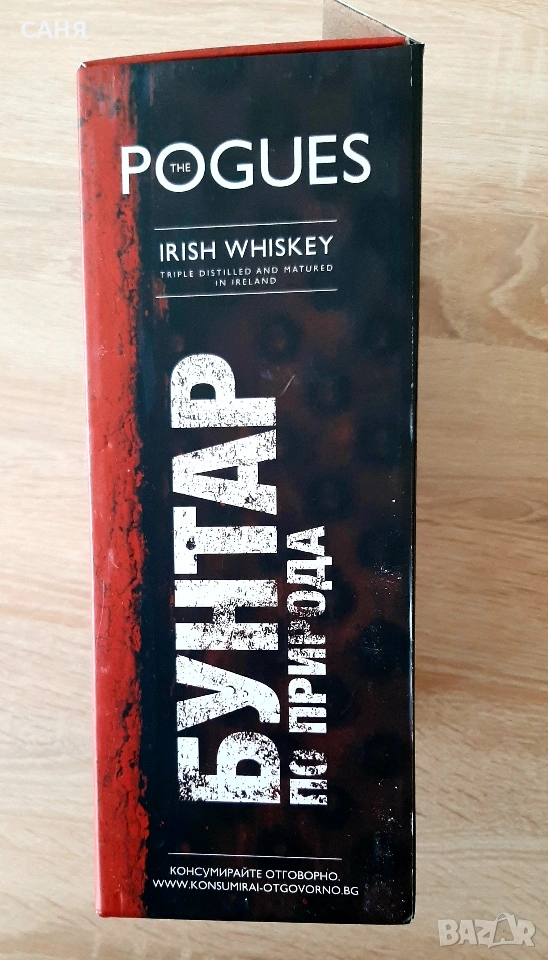 САНЯ
THE
POGUES
IRISH WHISKEY
TRIPLE DISTILLED AND MATURED
IN IRELAND
БУНТАР
ПО ПРИРОДА
КОНСУМИРАЙТЕ ОТГОВОРНО.
WWW.KONSUMIRAI-OTGOVORNO.BG
BAZAR